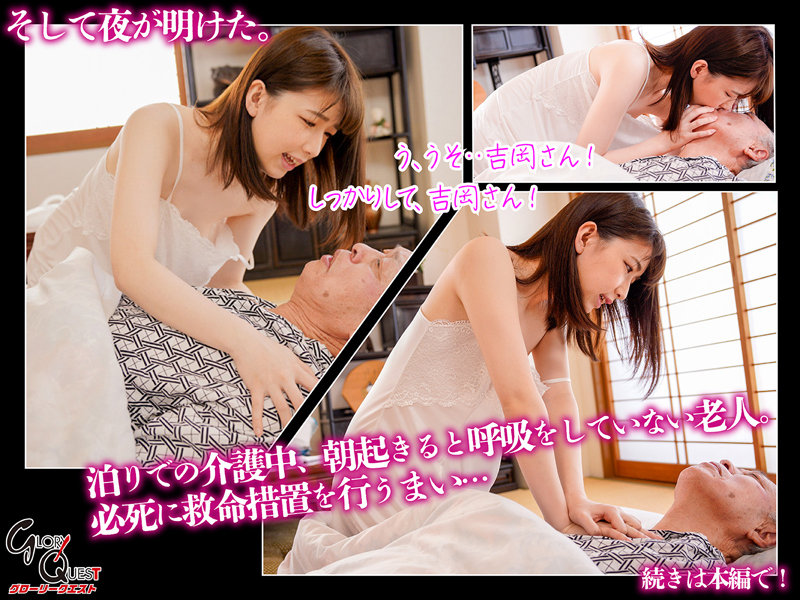 そして夜が明けた。
う、うそ‥吉岡さん！
しっかりして、吉岡さん！
泊りでの介護中、朝起きると呼吸をしていない老人。
必死に救命措置を行うまい…
GLORY QUEST
グローリークエスト
続きは本編で！